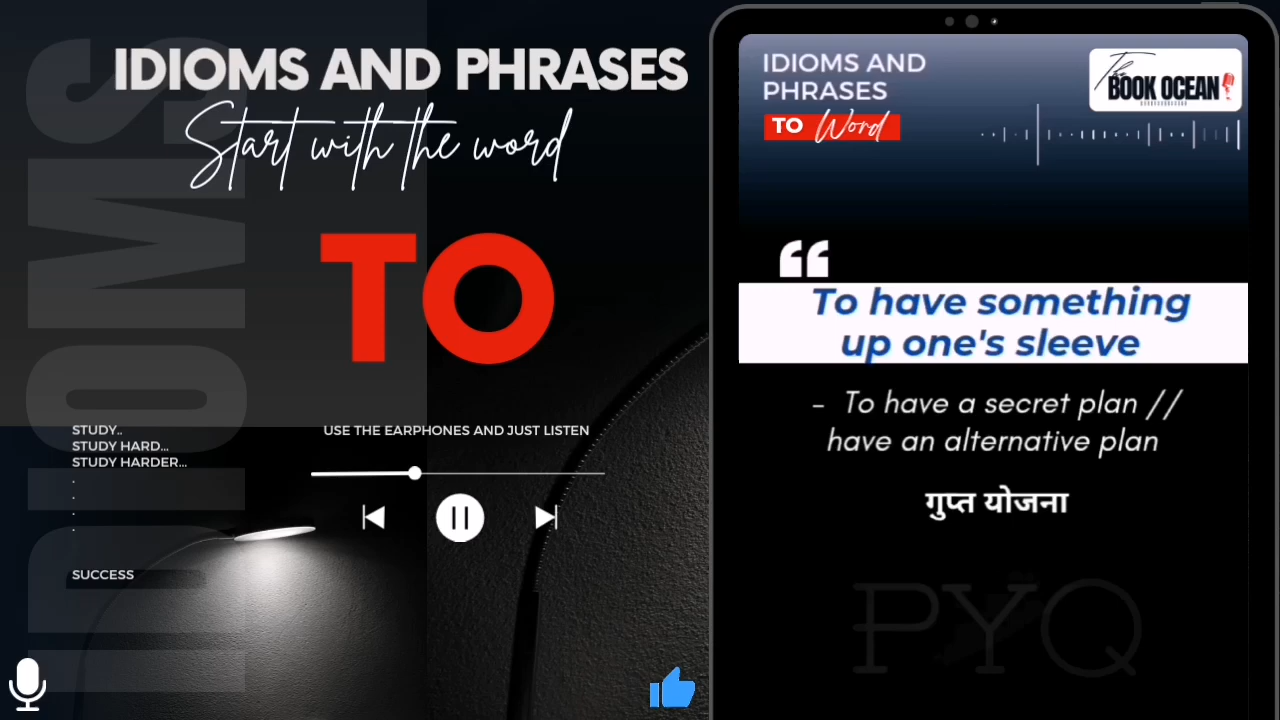 IDIOMS
IDIOMS AND PHRASES
Start with the word
TO
STUDY..
STUDY HARD...
STUDY HARDER...
.
.
.
.
SUCCESS
USE THE EARPHONES AND JUST LISTEN
IDIOMS AND
PHRASES
TO Word
The
BOOK OCEAN
To have something
up one's sleeve
- To have a secret plan //
have an alternative plan
गुप्त योजना
PYQ